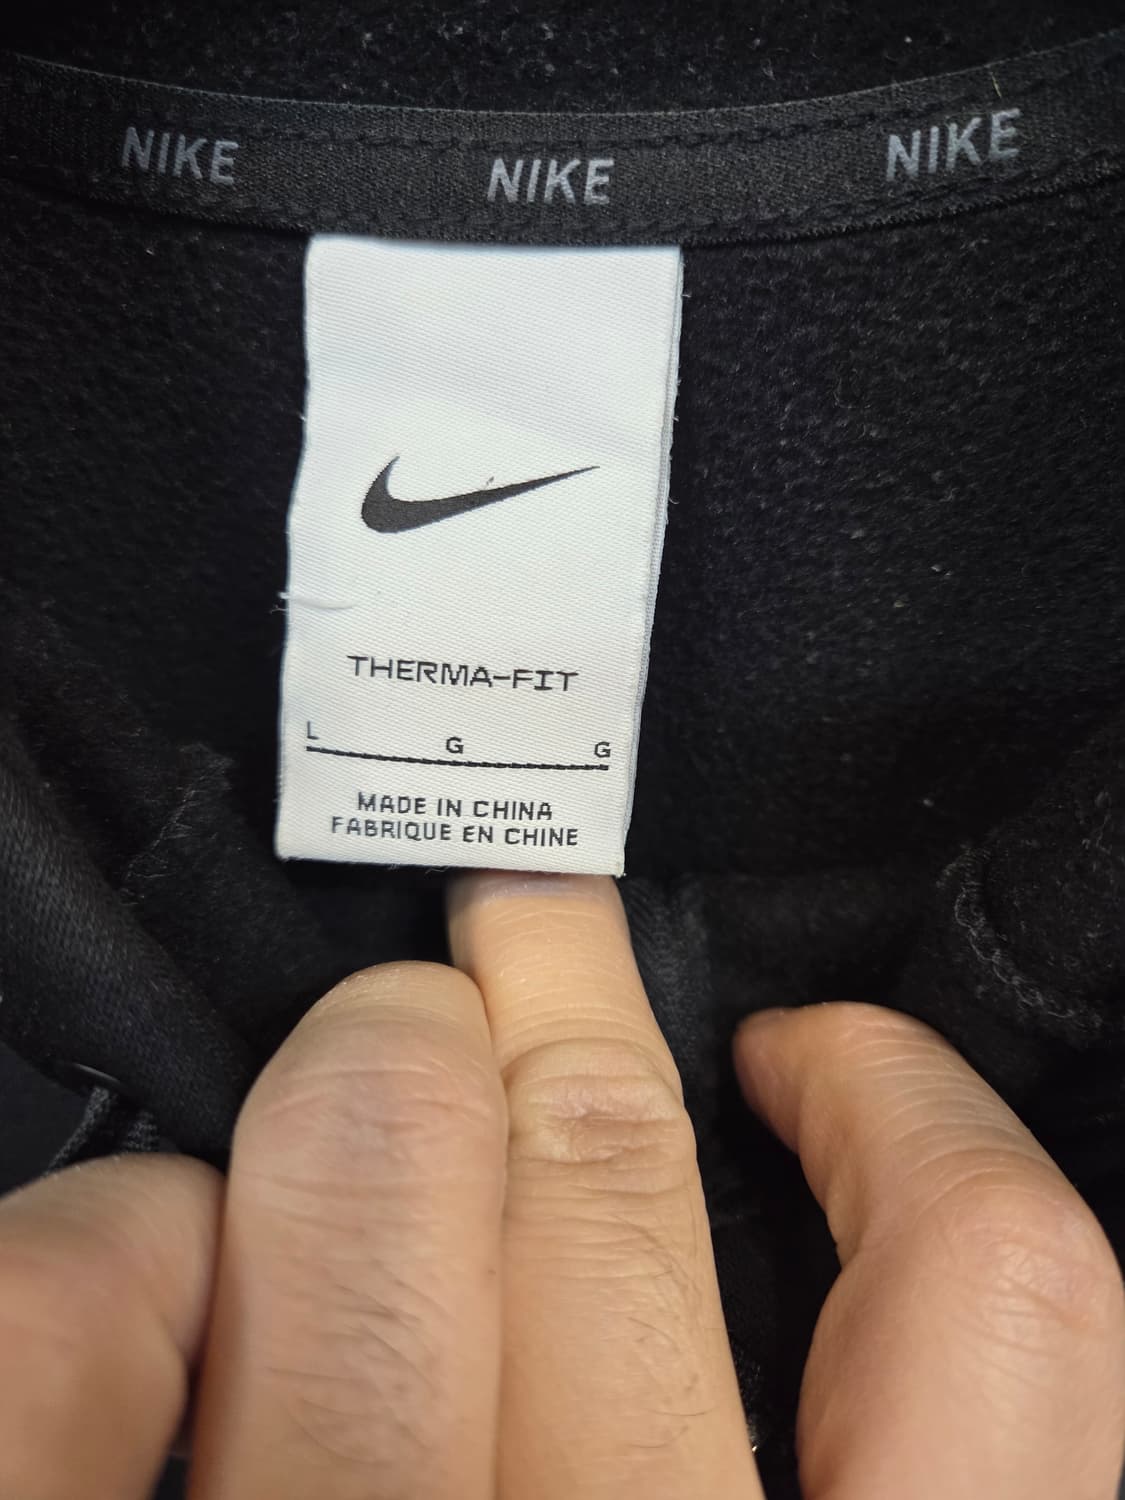 NIKE NIKE NIKE
THERMA-FIT
L G G
MADE IN CHINA
FABRIQUE EN CHINE